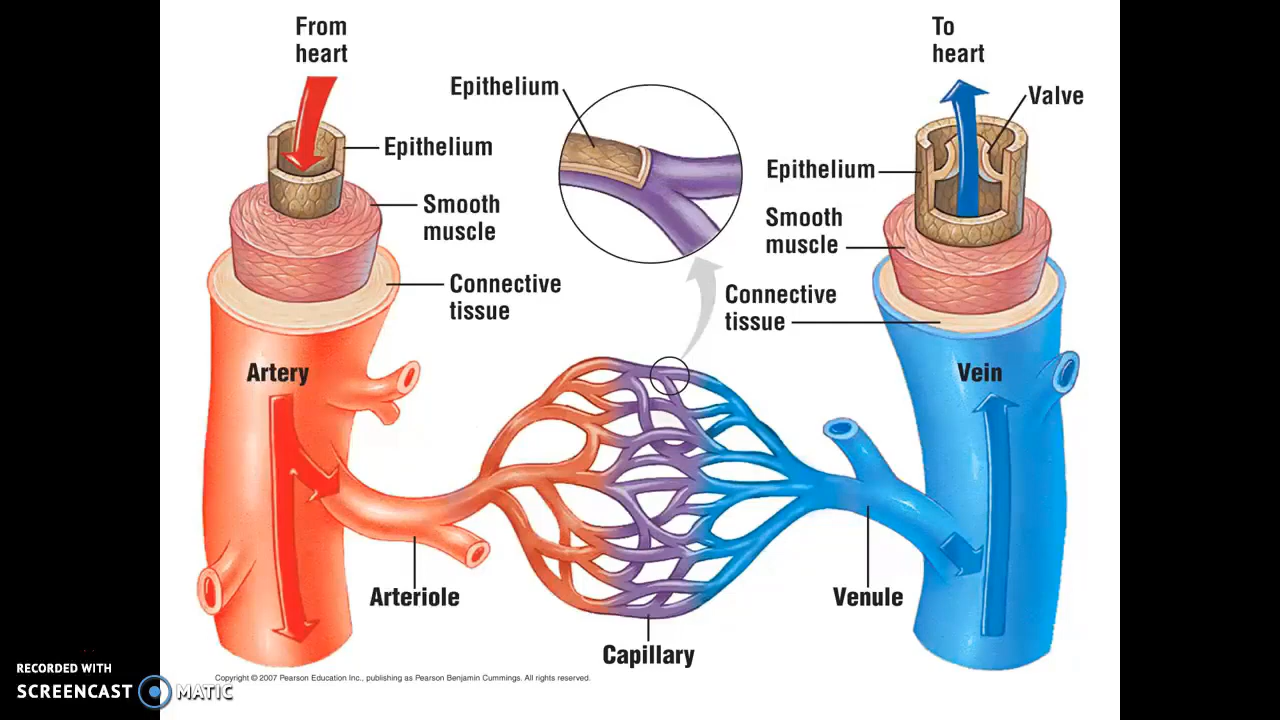 From
heart
To
heart
Epithelium
Valve
Epithelium
Epithelium
Smooth
muscle
Smooth
muscle
Connective
tissue
Connective
tissue
Artery
Vein
Arteriole
Venule
Capillary
RECORDED WITH
SCREENCAST MATIC
Copyright © 2007 Pearson Education Inc., publishing as Pearson Benjamin Cummings. All rights reserved.